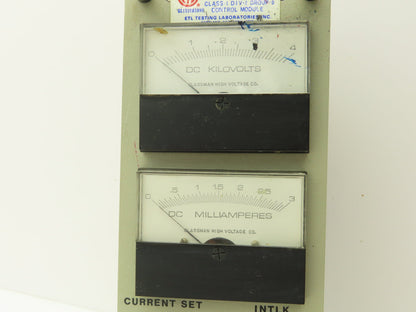 CLASS 1 DIV-1 GROUP D
CONTROL MODULE
ETL TESTING LABORATORIES INC.
0 1 2 3 4
DC KILOVOLTS
GLASSMAN HIGH VOLTAGE CO.
0 .5 1 1.5 2 2.5 3
DC MILLIAMPERES
GLASSMAN HIGH VOLTAGE, CO.
CURRENT SET INTLK